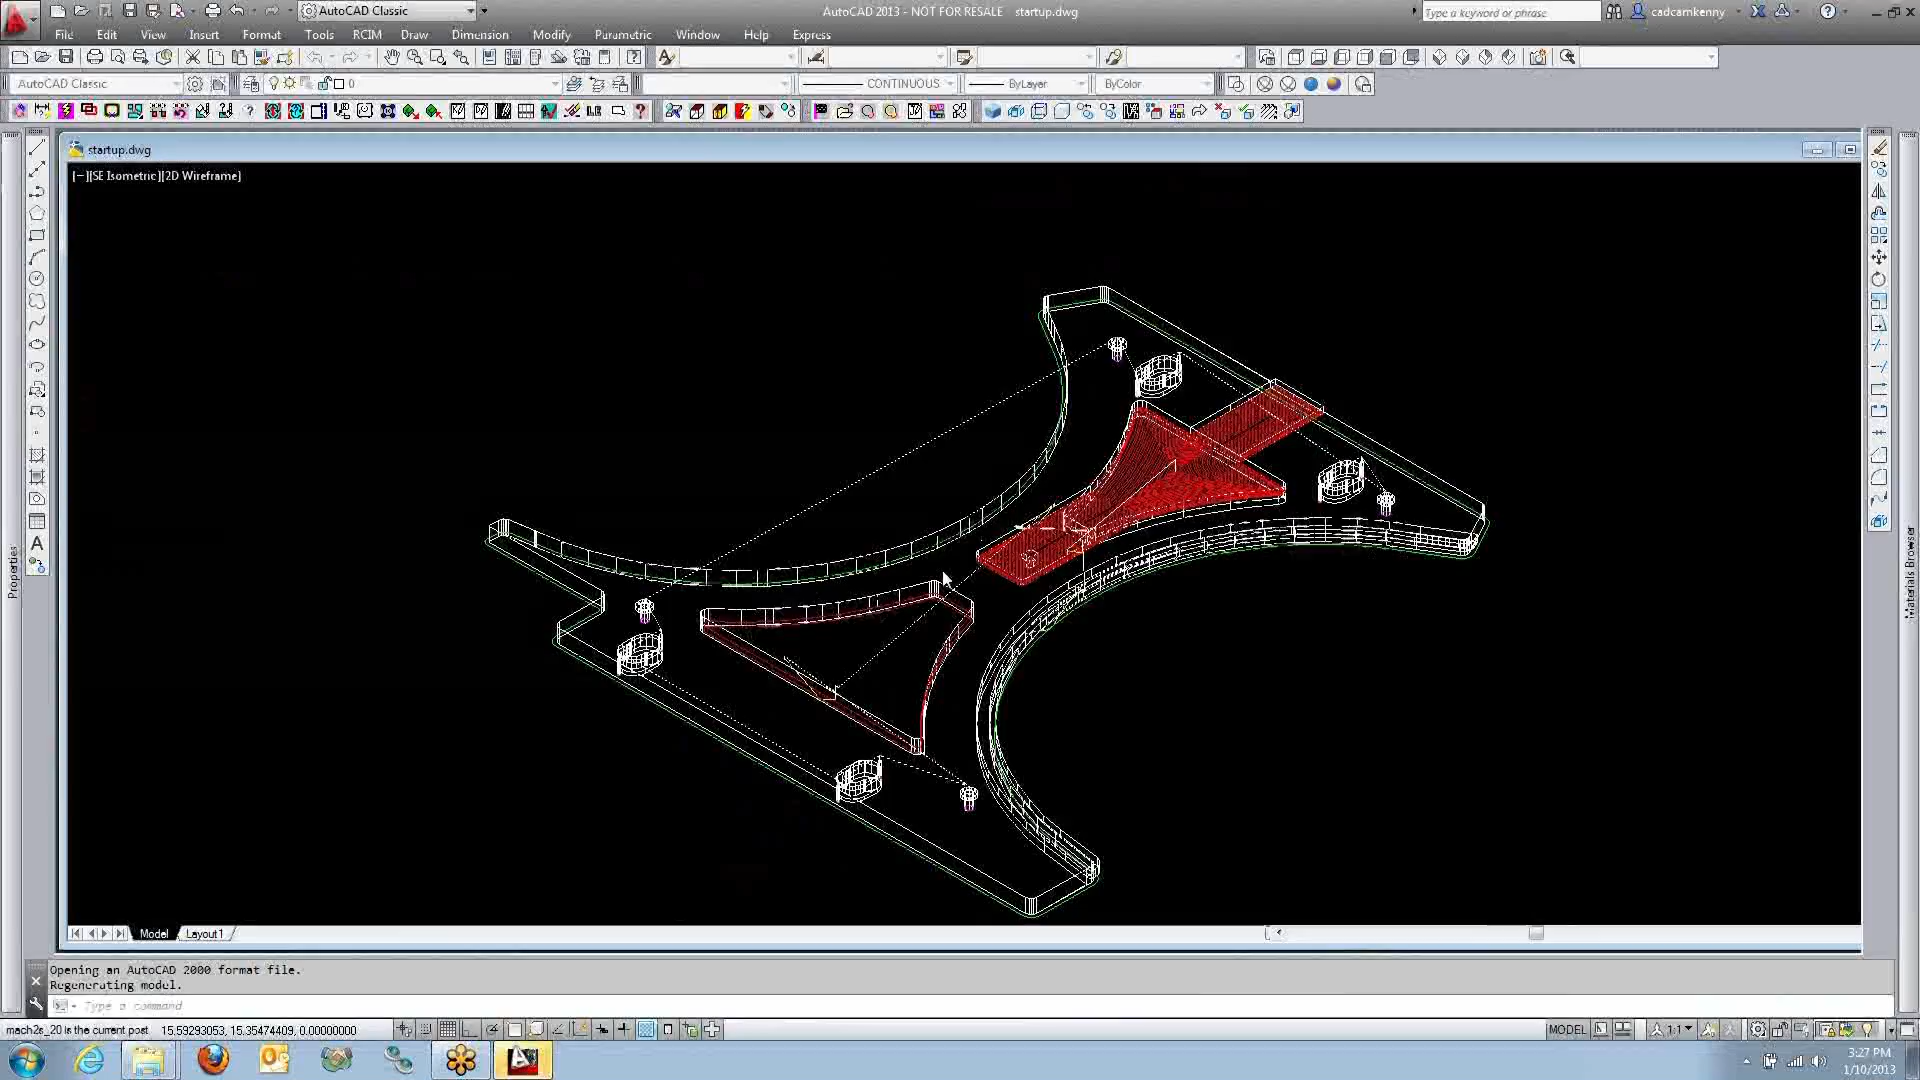 AutoCAD Classic
AutoCAD 2013 - NOT FOR RESALE startup.dwg
Type a keyword or phrase
cadcamkenny
File Edit View Insert Format Tools RCIM Draw Dimension Modify Parametric Window Help Express
AutoCAD Classic
0
CONTINUOUS
ByLayer
ByColor
startup.dwg
[−][SE Isometric][2D Wireframe]
Properties
Materials Browser
Model Layout1
Opening an AutoCAD 2000 format file.
Regenerating model.
Type a command
mach2s_20 is the current post 15.59293053, 15.35474409, 0.00000000
MODEL
1:1
3:27 PM
1/10/2013